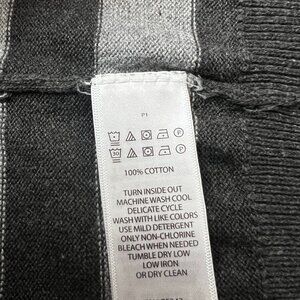 P1
30
P
P
100% COTTON
TURN INSIDE OUT
MACHINE WASH COOL
DELICATE CYCLE
WASH WITH LIKE COLORS
USE MILD DETERGENT
ONLY NON-CHLORINE
BLEACH WHEN NEEDED
TUMBLE DRY LOW
LOW IRON
OR DRY CLEAN